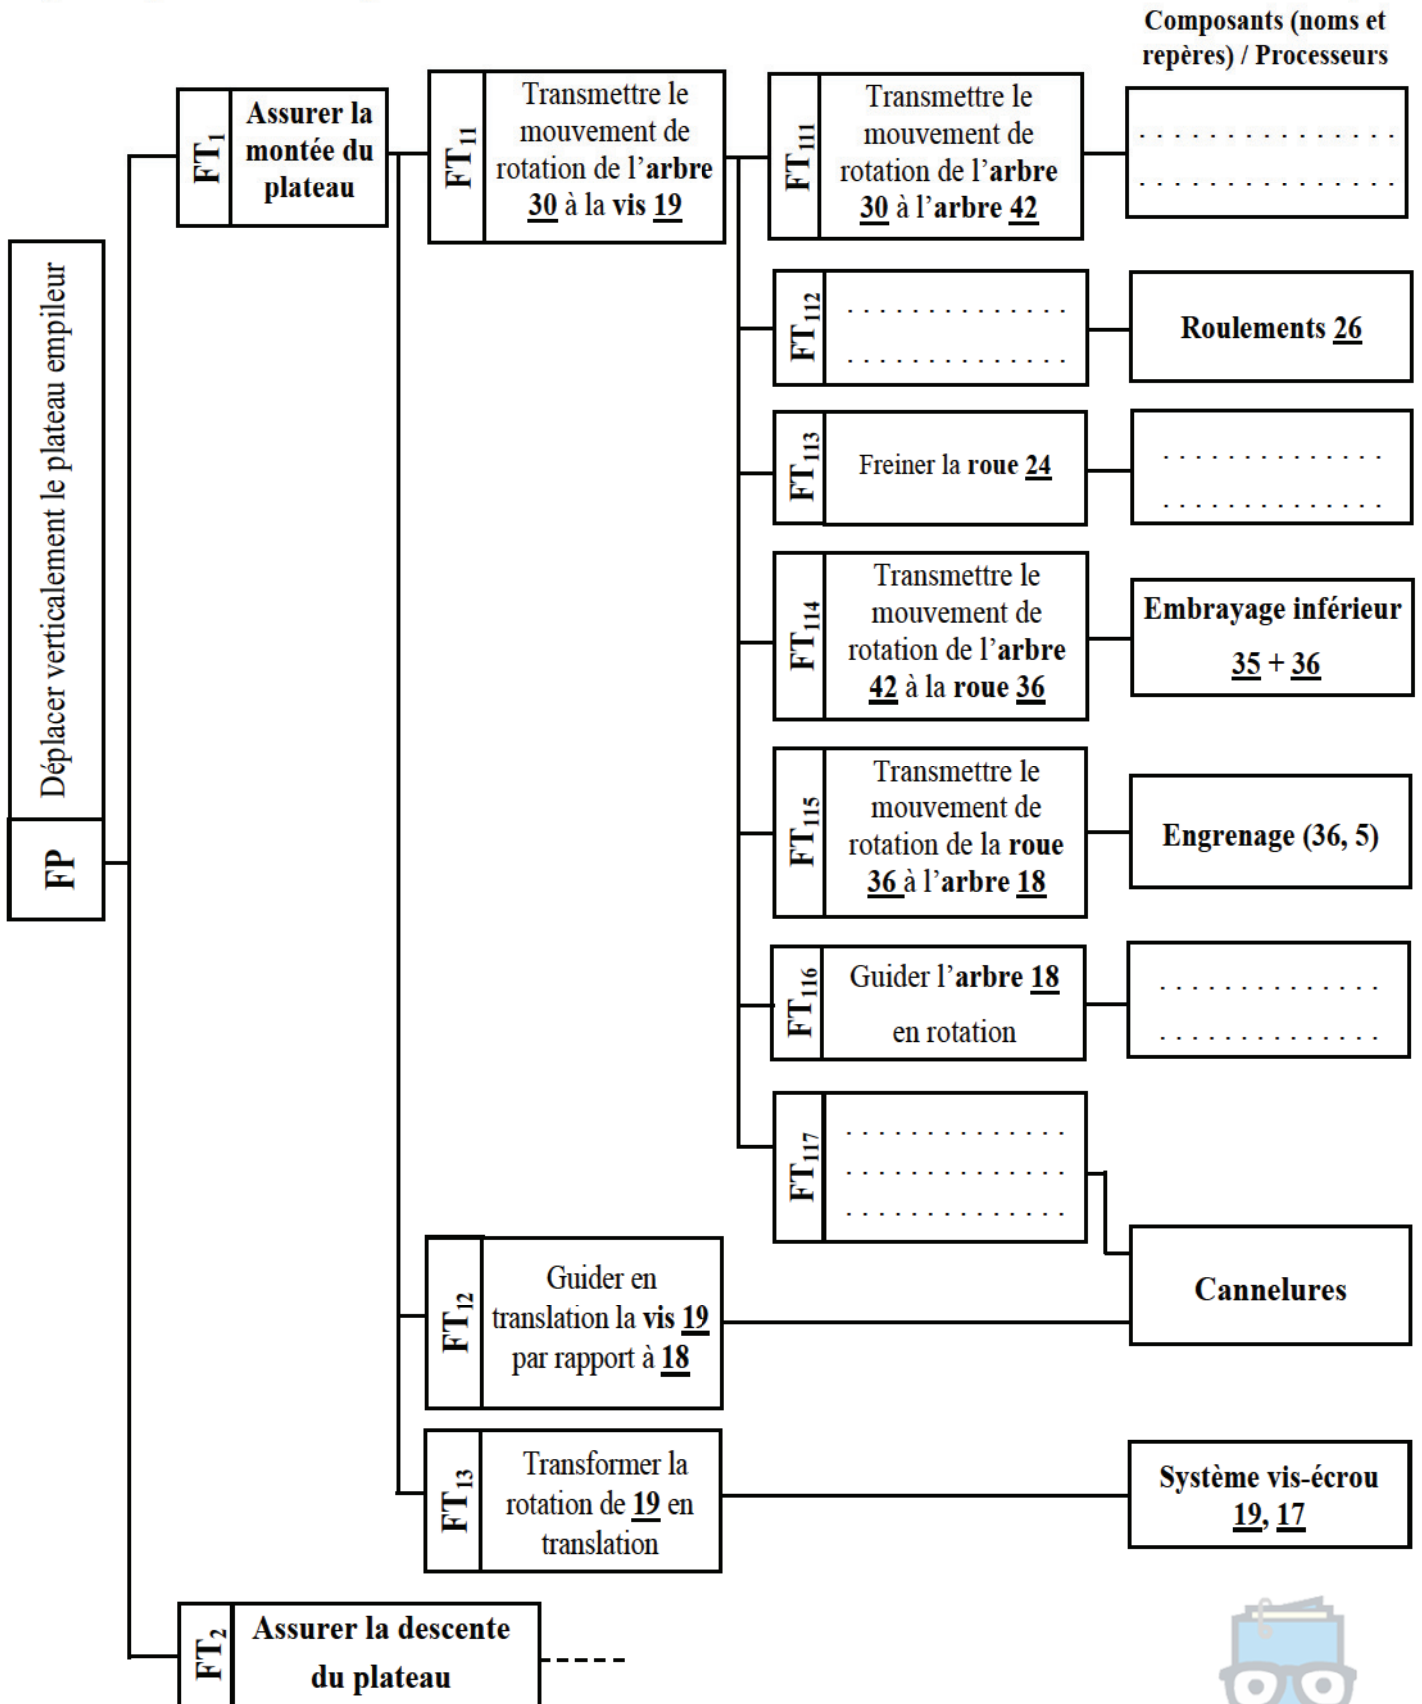 Composants (noms et
repères) / Processeurs
FP
Déplacer verticalement le plateau empileur
FT1
Assurer la
montée du
plateau
FT11
Transmettre le
mouvement de
rotation de l'arbre
30 à la vis 19
FT111
Transmettre le
mouvement de
rotation de l'arbre
30 à l'arbre 42
. . . . . . . . . . . . . . . .
. . . . . . . . . . . . . . . .
FT112
. . . . . . . . . . . . . .
. . . . . . . . . . . . . .
Roulements 26
FT113
Freiner la roue 24
. . . . . . . . . . . . . .
. . . . . . . . . . . . . .
FT114
Transmettre le
mouvement de
rotation de l'arbre
42 à la roue 36
Embrayage inférieur
35 + 36
FT115
Transmettre le
mouvement de
rotation de la roue
36 à l'arbre 18
Engrenage (36, 5)
FT116
Guider l'arbre 18
en rotation
. . . . . . . . . . . . . .
. . . . . . . . . . . . . .
FT117
. . . . . . . . . . . . . .
. . . . . . . . . . . . . .
. . . . . . . . . . . . . .
Cannelures
FT12
Guider en
translation la vis 19
par rapport à 18
FT13
Transformer la
rotation de 19 en
translation
Système vis-écrou
19, 17
FT2
Assurer la descente
du plateau